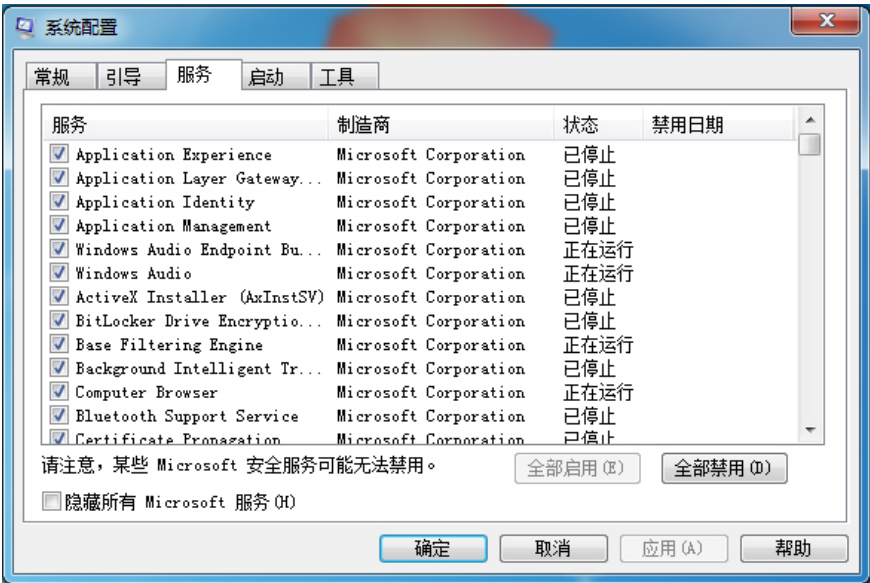 系统配置
常规 引导 服务 启动 工具
服务 制造商 状态 禁用日期
Application Experience Microsoft Corporation 已停止
Application Layer Gateway... Microsoft Corporation 已停止
Application Identity Microsoft Corporation 已停止
Application Management Microsoft Corporation 已停止
Windows Audio Endpoint Bu... Microsoft Corporation 正在运行
Windows Audio Microsoft Corporation 正在运行
ActiveX Installer (AxInstSV) Microsoft Corporation 已停止
BitLocker Drive Encryptio... Microsoft Corporation 已停止
Base Filtering Engine Microsoft Corporation 正在运行
Background Intelligent Tr... Microsoft Corporation 已停止
Computer Browser Microsoft Corporation 正在运行
Bluetooth Support Service Microsoft Corporation 已停止
Certificate Propagation Microsoft Corporation 已停止
请注意，某些 Microsoft 安全服务可能无法禁用。 全部启用(E) 全部禁用(D)
隐藏所有 Microsoft 服务(H)
确定 取消 应用(A) 帮助